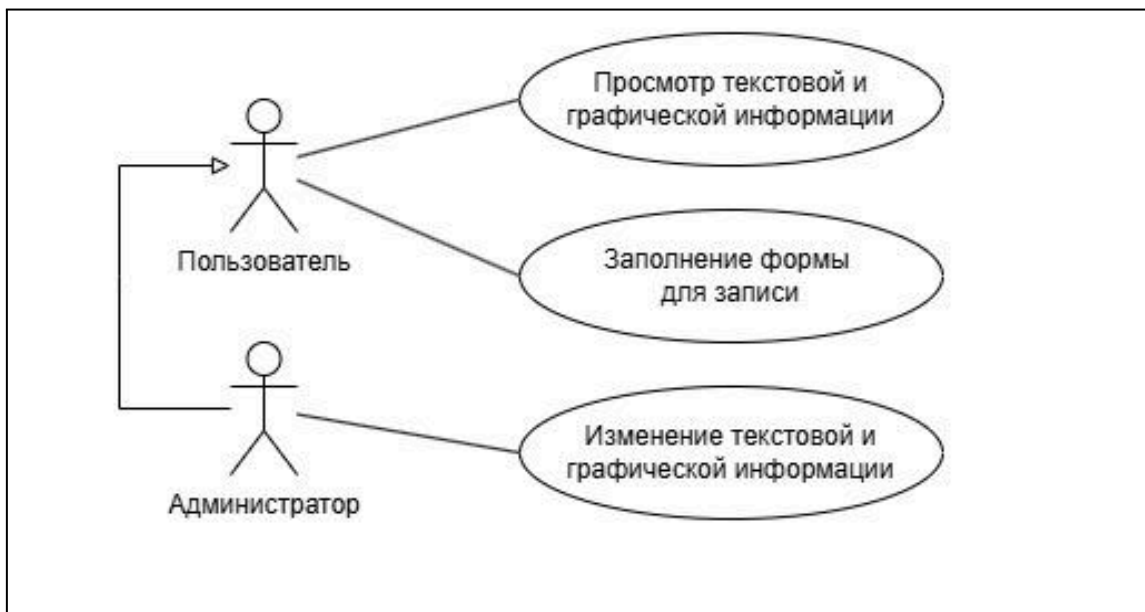 Просмотр текстовой и
графической информации
Пользователь
Заполнение формы
для записи
Изменение текстовой и
графической информации
Администратор